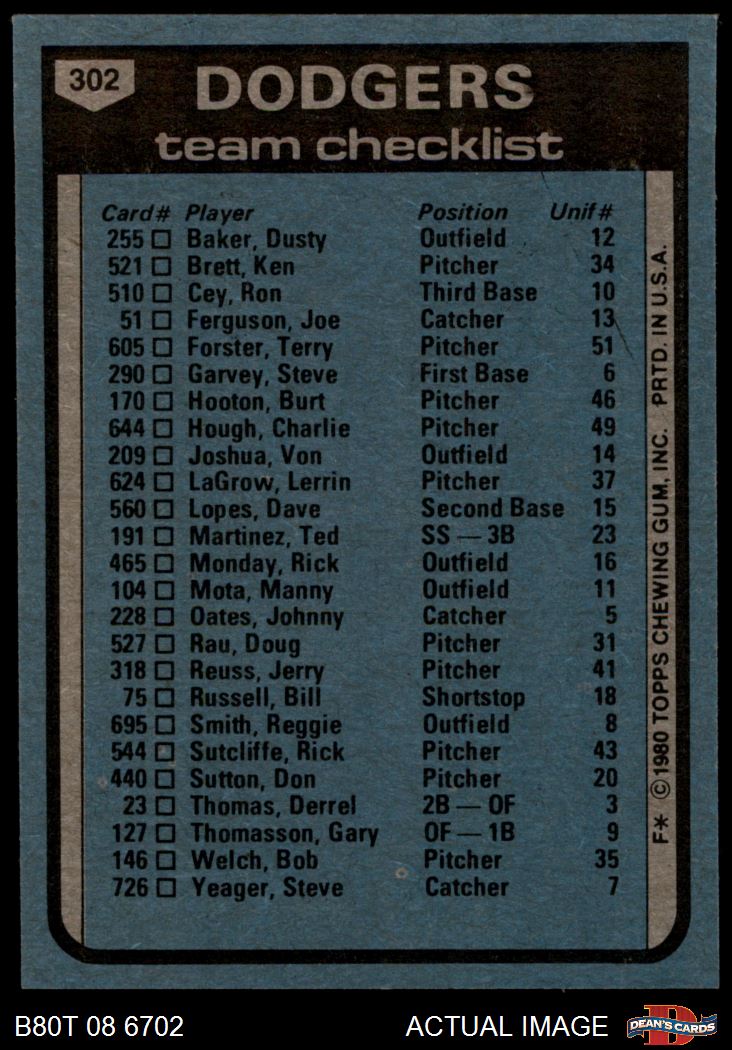 302
DODGERS
team checklist
Card# Player Position Unif#
255 Baker, Dusty Outfield 12
521 Brett, Ken Pitcher 34
510 Cey, Ron Third Base 10
51 Ferguson, Joe Catcher 13
605 Forster, Terry Pitcher 51
290 Garvey, Steve First Base 6
170 Hooton, Burt Pitcher 46
644 Hough, Charlie Pitcher 49
209 Joshua, Von Outfield 14
624 LaGrow, Lerrin Pitcher 37
560 Lopes, Dave Second Base 15
191 Martinez, Ted SS — 3B 23
465 Monday, Rick Outfield 16
104 Mota, Manny Outfield 11
228 Oates, Johnny Catcher 5
527 Rau, Doug Pitcher 31
318 Reuss, Jerry Pitcher 41
75 Russell, Bill Shortstop 18
695 Smith, Reggie Outfield 8
544 Sutcliffe, Rick Pitcher 43
440 Sutton, Don Pitcher 20
23 Thomas, Derrel 2B — OF 3
127 Thomasson, Gary OF — 1B 9
146 Welch, Bob Pitcher 35
726 Yeager, Steve Catcher 7
F* © 1980 TOPPS CHEWING GUM, INC. PRTD. IN U.S.A.
B80T 08 6702 ACTUAL IMAGE
D
DEAN'S CARDS